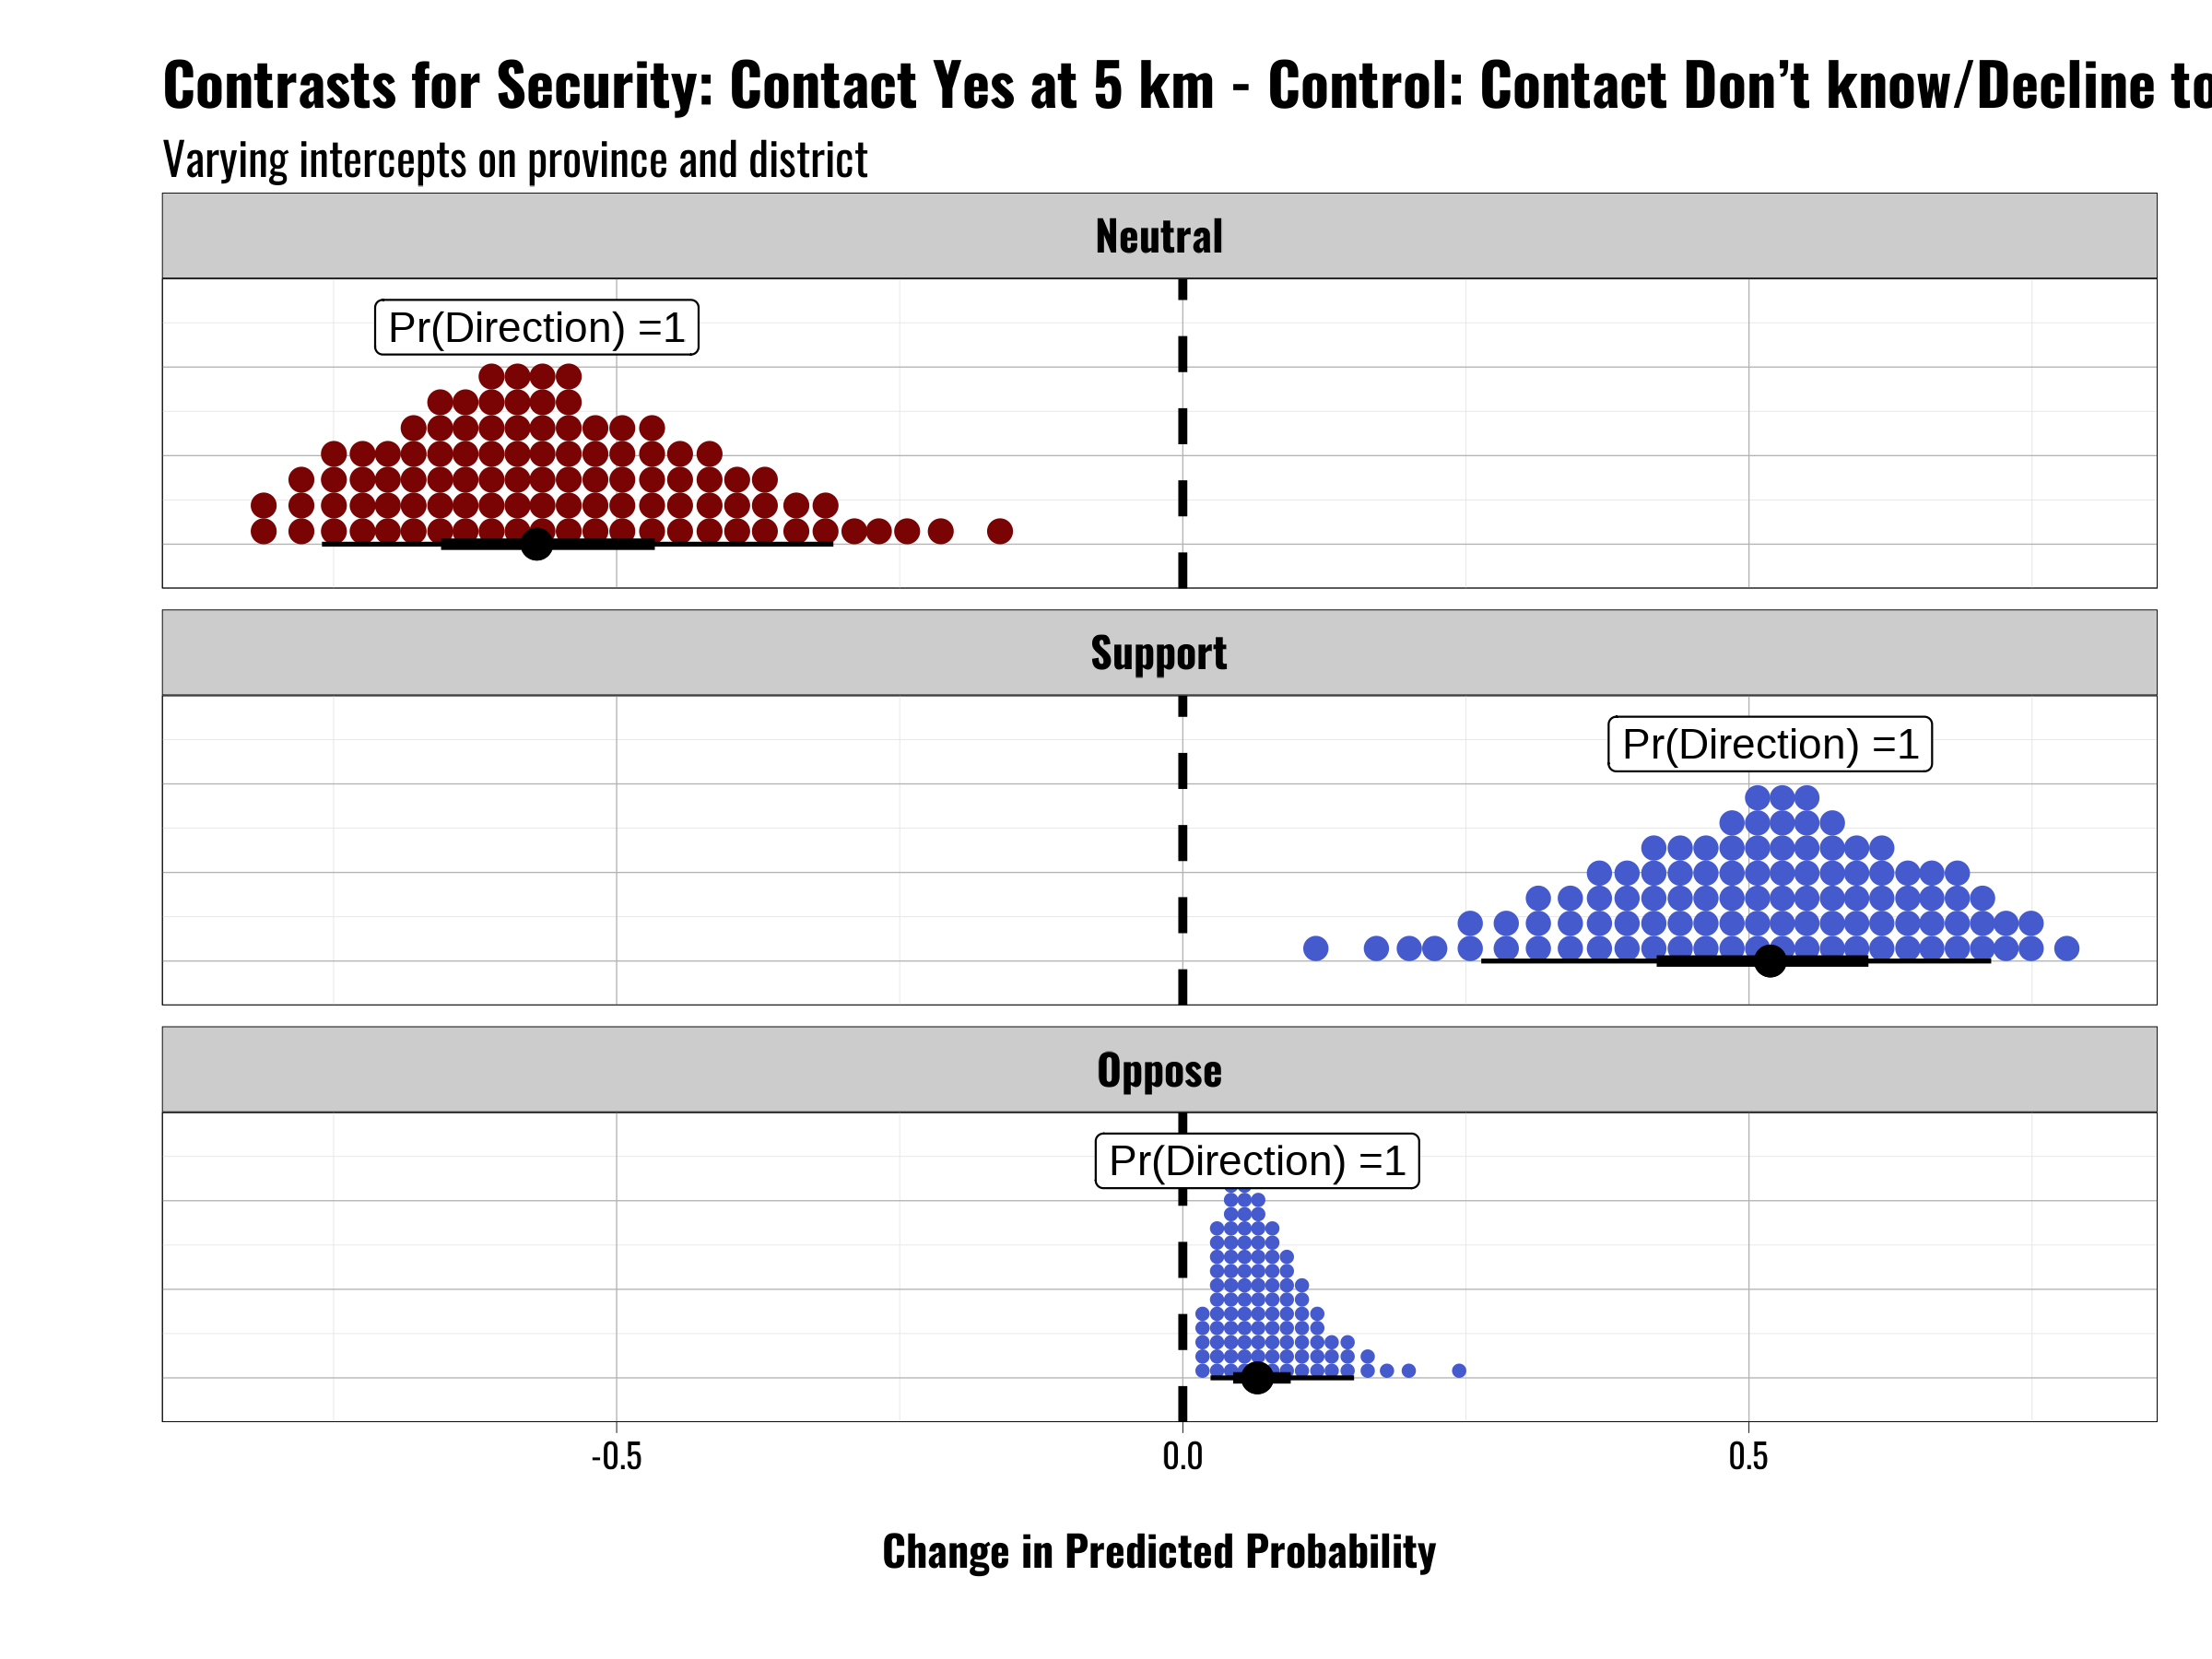 Contrasts for Security: Contact Yes at 5 km - Control: Contact Don’t know/Decline to
Varying intercepts on province and district
Neutral
Pr(Direction) =1
Support
Pr(Direction) =1
Oppose
Pr(Direction) =1
-0.5 0.0 0.5
Change in Predicted Probability